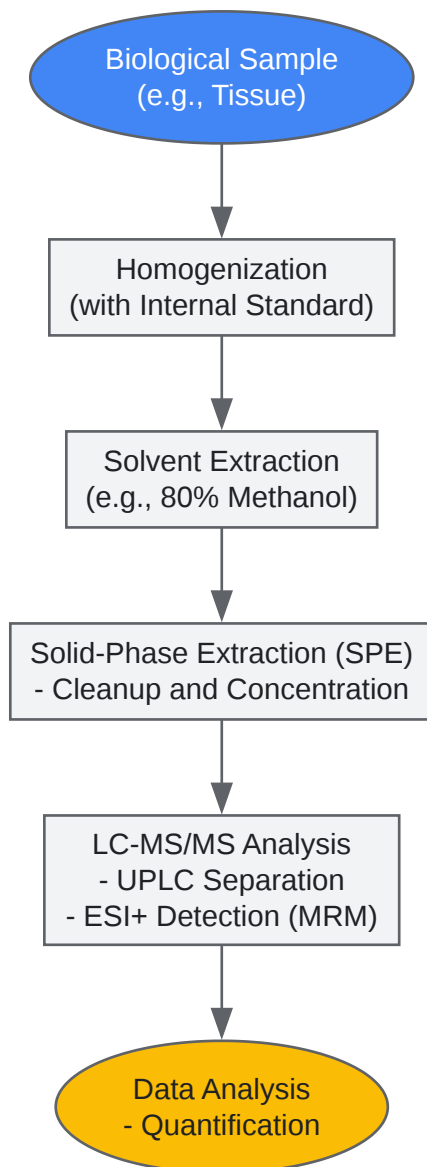 Biological Sample
(e.g., Tissue)
Homogenization
(with Internal Standard)
Solvent Extraction
(e.g., 80% Methanol)
Solid-Phase Extraction (SPE)
- Cleanup and Concentration
LC-MS/MS Analysis
- UPLC Separation
- ESI+ Detection (MRM)
Data Analysis
- Quantification